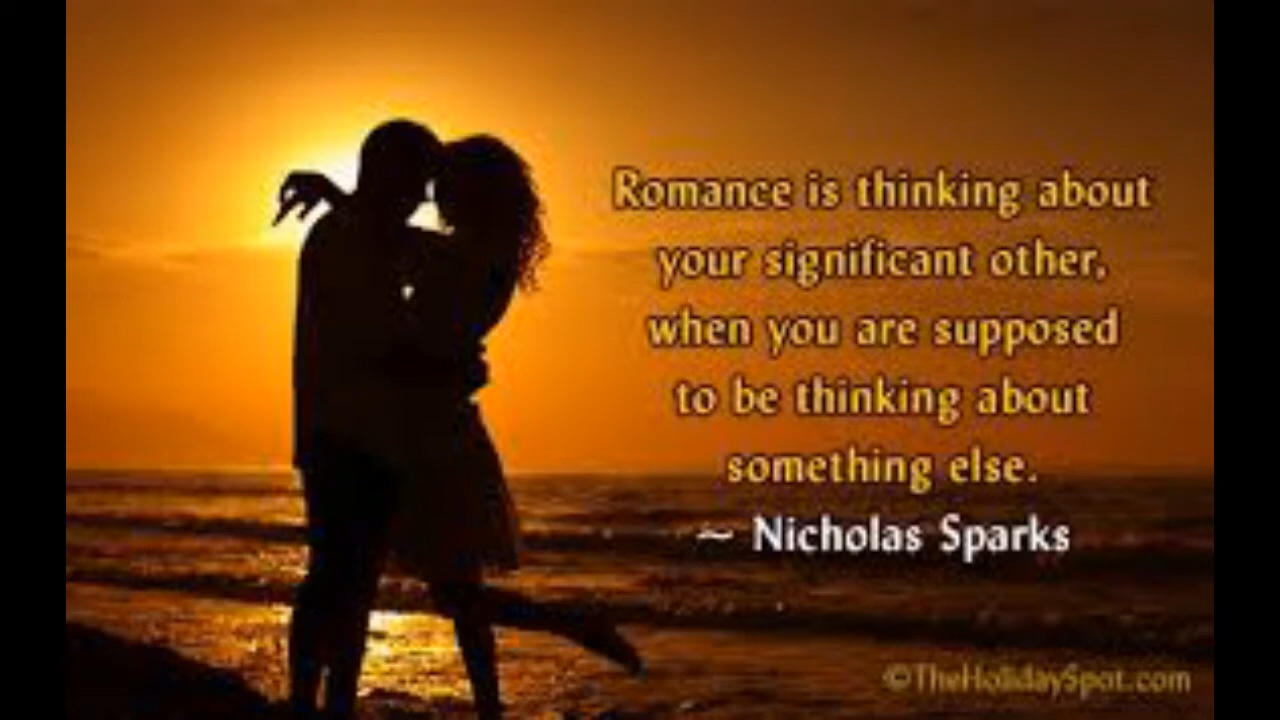 Romance is thinking about
your significant other,
when you are supposed
to be thinking about
something else.
~ Nicholas Sparks
©TheHolidaySpot.com